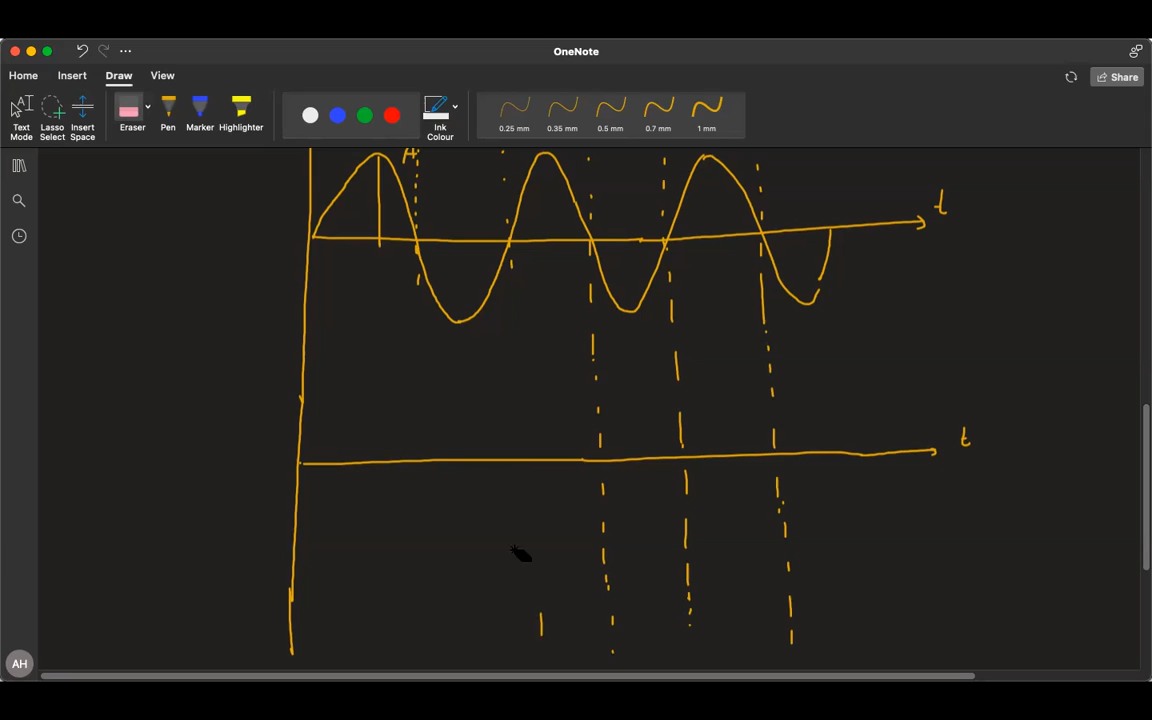 OneNote
Home Insert Draw View
Share
Text Mode
Lasso Select
Insert Space
Eraser
Pen
Marker
Highlighter
Ink Colour
0.25 mm
0.35 mm
0.5 mm
0.7 mm
1 mm
A
t
t
AH